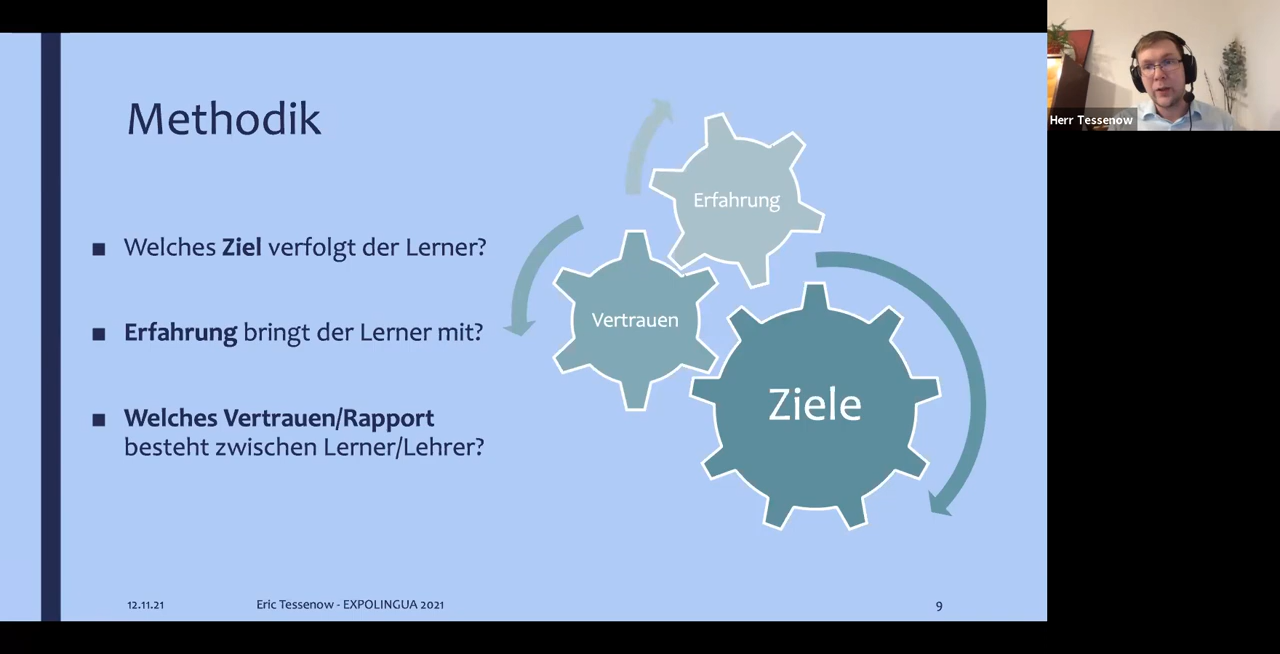 Methodik
Welches Ziel verfolgt der Lerner?
Erfahrung bringt der Lerner mit?
Welches Vertrauen/Rapport
besteht zwischen Lerner/Lehrer?
Erfahrung
Vertrauen
Ziele
12.11.21
Eric Tessenow - EXPOLINGUA 2021
9
Herr Tessenow